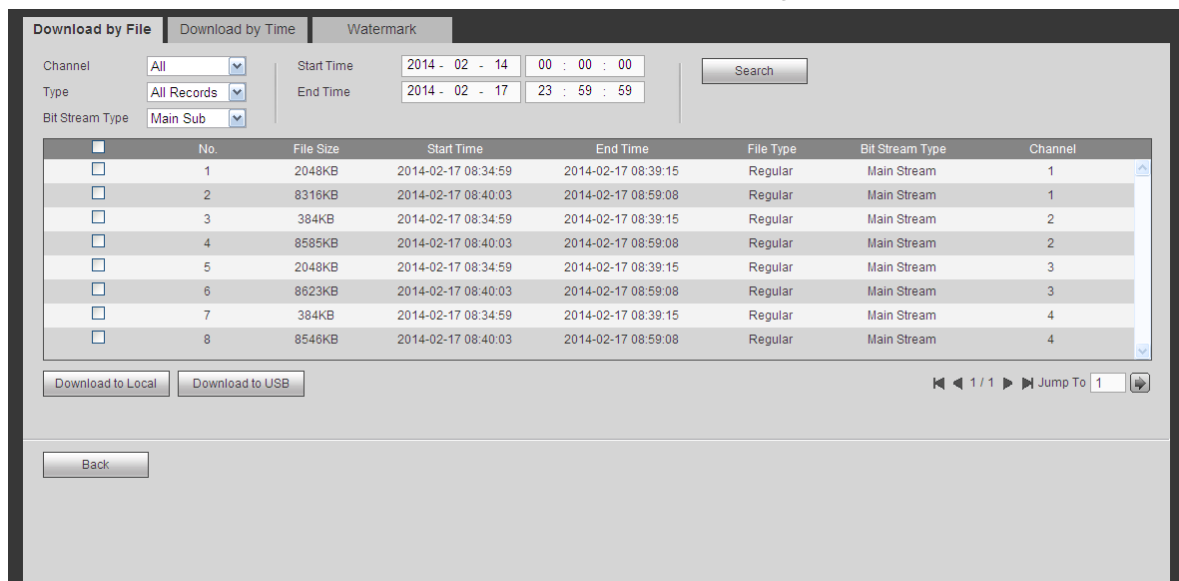 Download by File Download by Time Watermark
Channel All Start Time 2014 - 02 - 14 00 : 00 : 00 Search
Type All Records End Time 2014 - 02 - 17 23 : 59 : 59
Bit Stream Type Main Sub
No. File Size Start Time End Time File Type Bit Stream Type Channel
1 2048KB 2014-02-17 08:34:59 2014-02-17 08:39:15 Regular Main Stream 1
2 8316KB 2014-02-17 08:40:03 2014-02-17 08:59:08 Regular Main Stream 1
3 384KB 2014-02-17 08:34:59 2014-02-17 08:39:15 Regular Main Stream 2
4 8585KB 2014-02-17 08:40:03 2014-02-17 08:59:08 Regular Main Stream 2
5 2048KB 2014-02-17 08:34:59 2014-02-17 08:39:15 Regular Main Stream 3
6 8623KB 2014-02-17 08:40:03 2014-02-17 08:59:08 Regular Main Stream 3
7 384KB 2014-02-17 08:34:59 2014-02-17 08:39:15 Regular Main Stream 4
8 8546KB 2014-02-17 08:40:03 2014-02-17 08:59:08 Regular Main Stream 4
Download to Local Download to USB 1 / 1 Jump To 1
Back